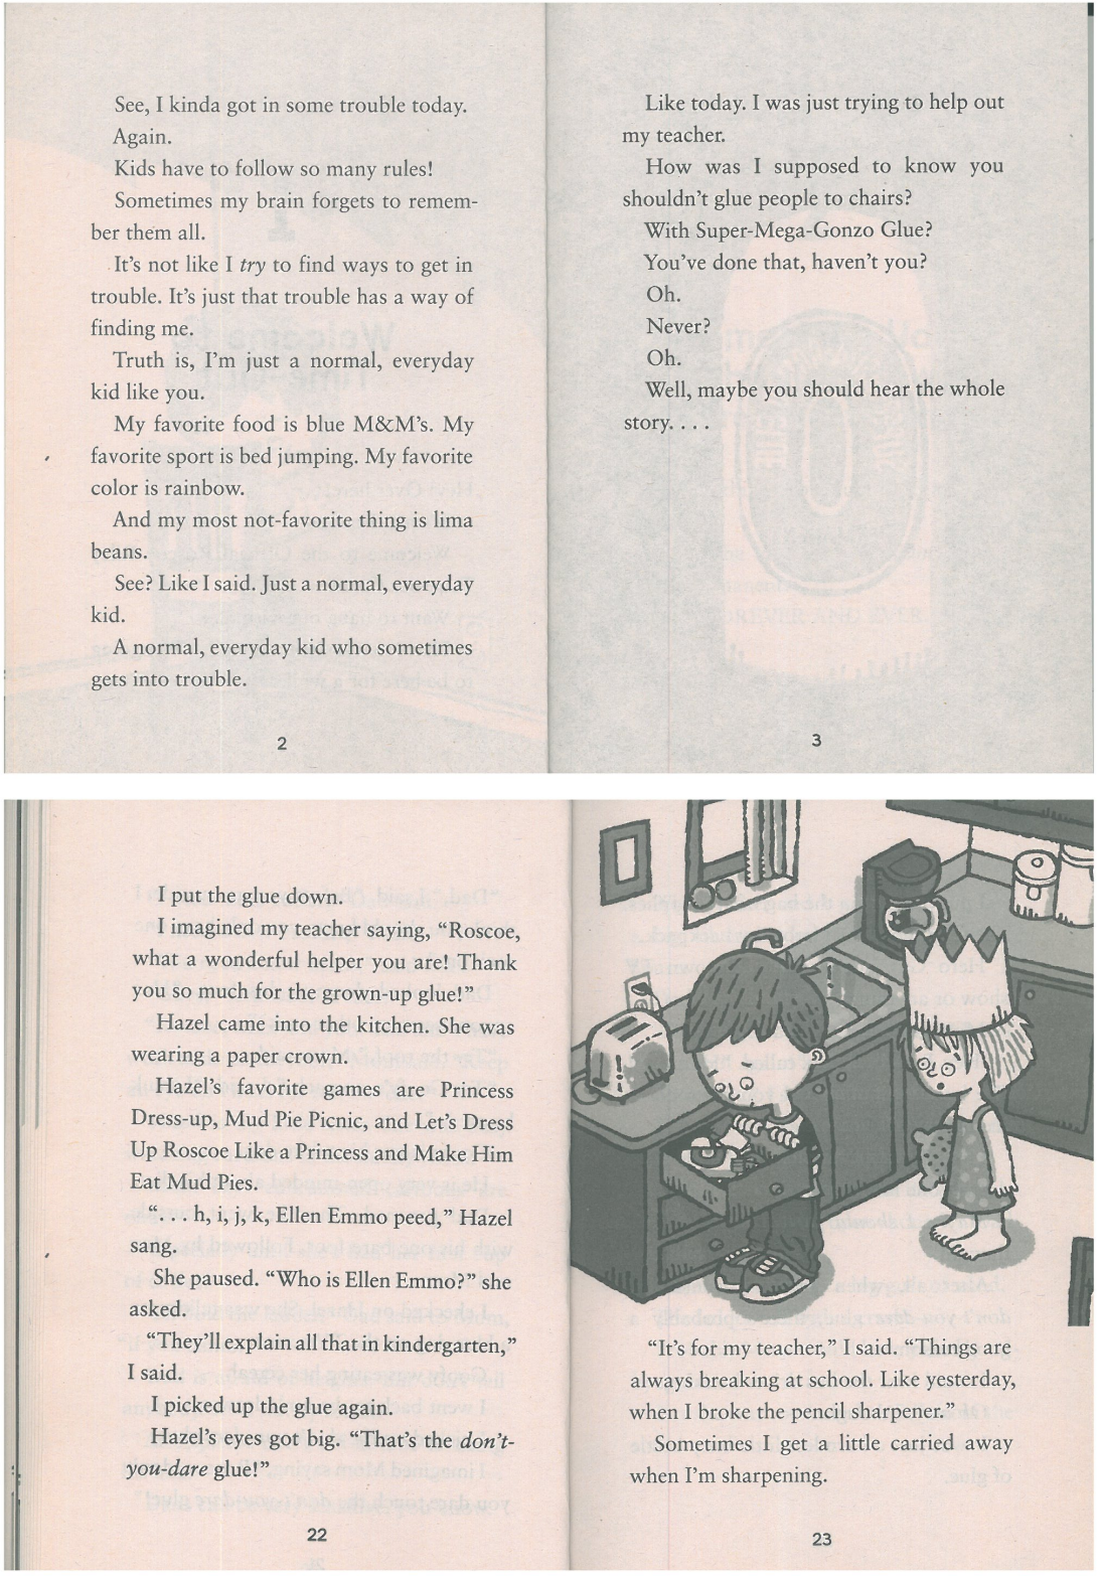 See, I kinda got in some trouble today.
Again.
Kids have to follow so many rules!
Sometimes my brain forgets to remem-
ber them all.
It's not like I try to find ways to get in
trouble. It's just that trouble has a way of
finding me.
Truth is, I'm just a normal, everyday
kid like you.
My favorite food is blue M&M's. My
favorite sport is bed jumping. My favorite
color is rainbow.
And my most not-favorite thing is lima
beans.
See? Like I said. Just a normal, everyday
kid.
A normal, everyday kid who sometimes
gets into trouble.
2
Like today. I was just trying to help out
my teacher.
How was I supposed to know you
shouldn't glue people to chairs?
With Super-Mega-Gonzo Glue?
You've done that, haven't you?
Oh.
Never?
Oh.
Well, maybe you should hear the whole
story. . . .
3
I put the glue down.
I imagined my teacher saying, "Roscoe,
what a wonderful helper you are! Thank
you so much for the grown-up glue!"
Hazel came into the kitchen. She was
wearing a paper crown.
Hazel's favorite games are Princess
Dress-up, Mud Pie Picnic, and Let's Dress
Up Roscoe Like a Princess and Make Him
Eat Mud Pies.
". . . h, i, j, k, Ellen Emmo peed," Hazel
sang.
She paused. "Who is Ellen Emmo?" she
asked.
"They'll explain all that in kindergarten,"
I said.
I picked up the glue again.
Hazel's eyes got big. "That's the don't-
you-dare glue!"
22
"It's for my teacher," I said. "Things are
always breaking at school. Like yesterday,
when I broke the pencil sharpener."
Sometimes I get a little carried away
when I'm sharpening.
23